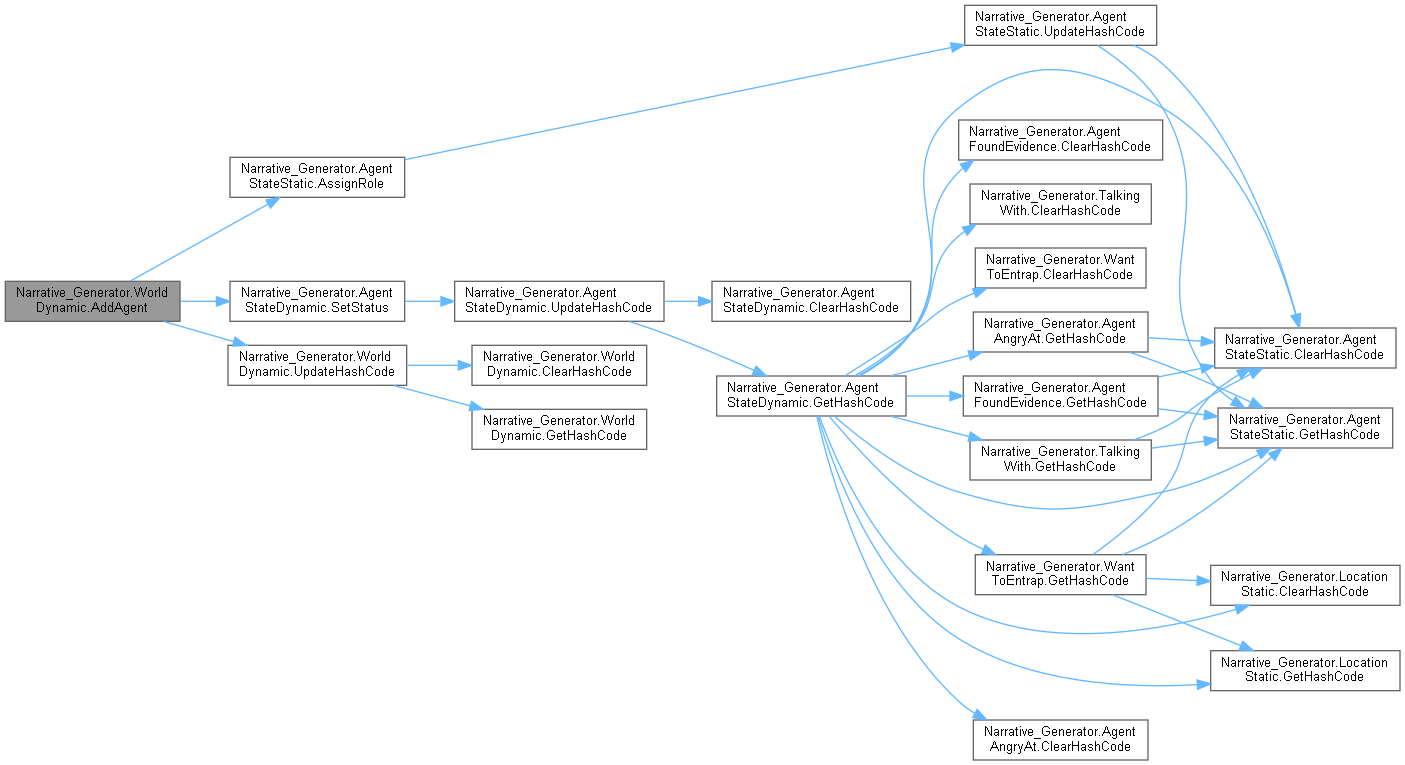 Narrative_Generator.World
Dynamic.AddAgent
Narrative_Generator.Agent
StateStatic.AssignRole
Narrative_Generator.Agent
StateDynamic.SetStatus
Narrative_Generator.World
Dynamic.UpdateHashCode
Narrative_Generator.Agent
StateDynamic.UpdateHashCode
Narrative_Generator.World
Dynamic.ClearHashCode
Narrative_Generator.World
Dynamic.GetHashCode
Narrative_Generator.Agent
StateDynamic.ClearHashCode
Narrative_Generator.Agent
StateDynamic.GetHashCode
Narrative_Generator.Agent
StateStatic.UpdateHashCode
Narrative_Generator.Agent
FoundEvidence.ClearHashCode
Narrative_Generator.Talking
With.ClearHashCode
Narrative_Generator.Want
ToEntrap.ClearHashCode
Narrative_Generator.Agent
AngryAt.GetHashCode
Narrative_Generator.Agent
FoundEvidence.GetHashCode
Narrative_Generator.Talking
With.GetHashCode
Narrative_Generator.Want
ToEntrap.GetHashCode
Narrative_Generator.Agent
AngryAt.ClearHashCode
Narrative_Generator.Agent
StateStatic.ClearHashCode
Narrative_Generator.Agent
StateStatic.GetHashCode
Narrative_Generator.Location
Static.ClearHashCode
Narrative_Generator.Location
Static.GetHashCode